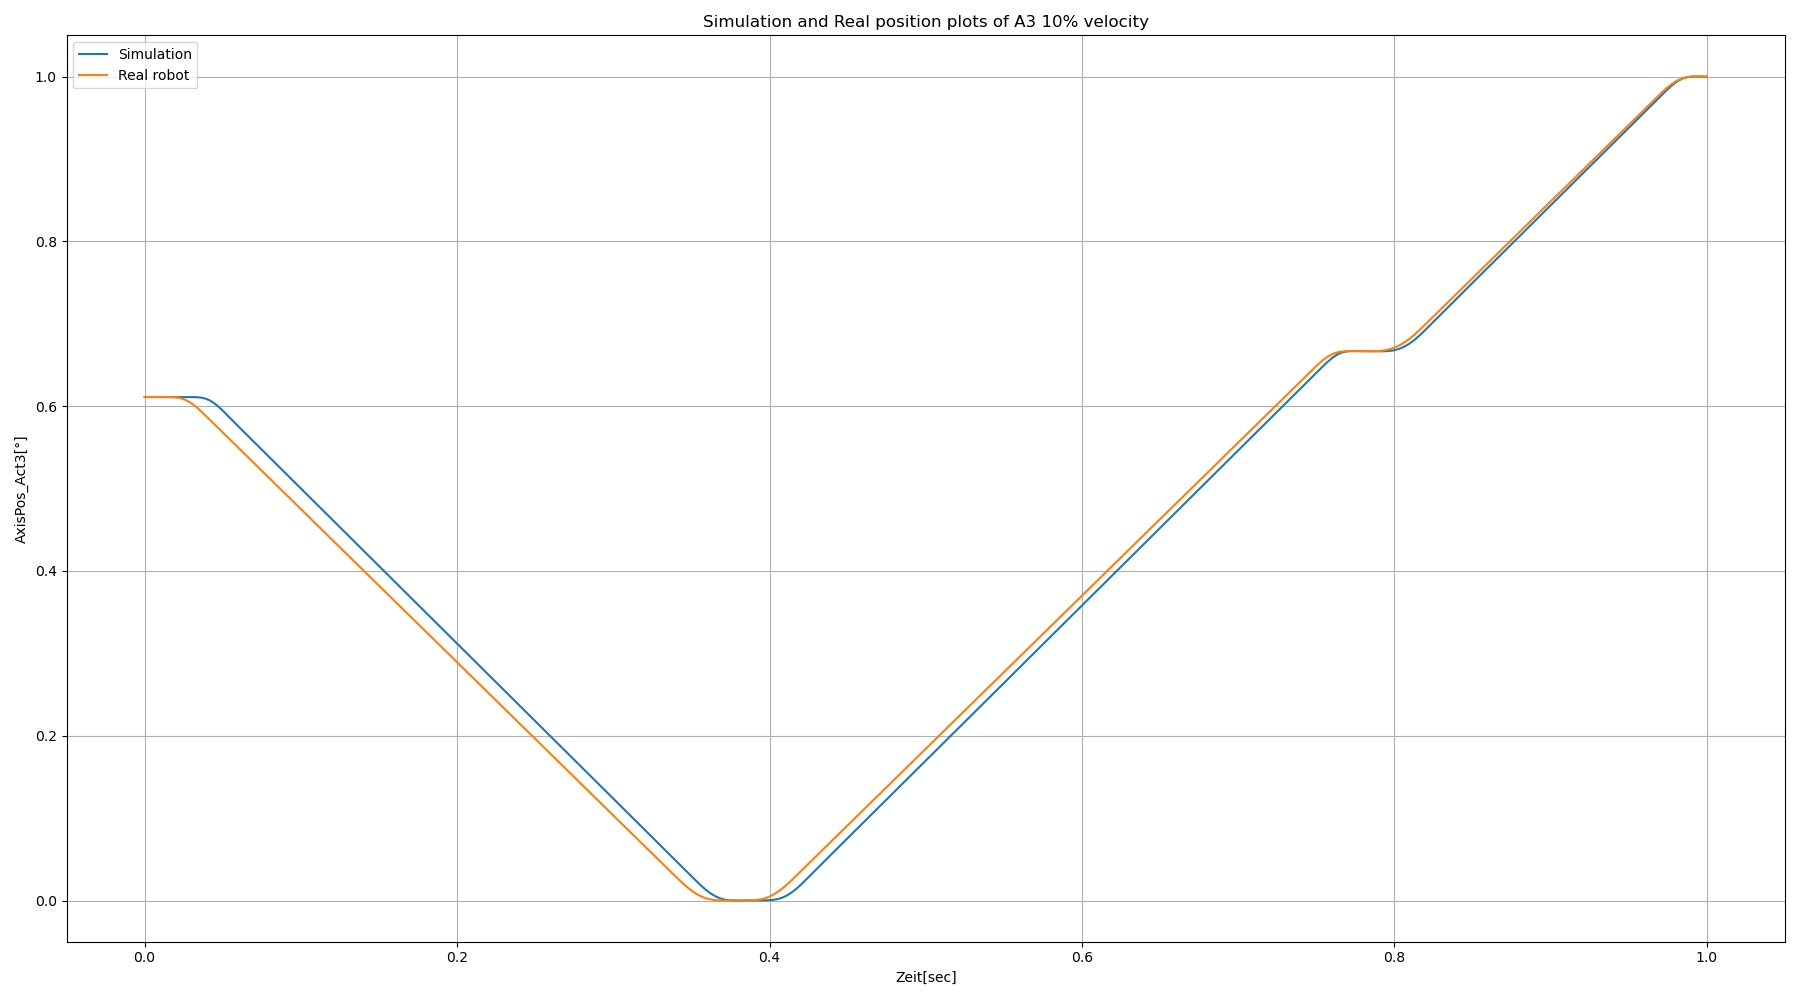 Simulation and Real position plots of A3 10% velocity
Simulation
Real robot
1.0
0.8
0.6
0.4
0.2
0.0
AxisPos_Act3[°]
0.0 0.2 0.4 0.6 0.8 1.0
Zeit[sec]